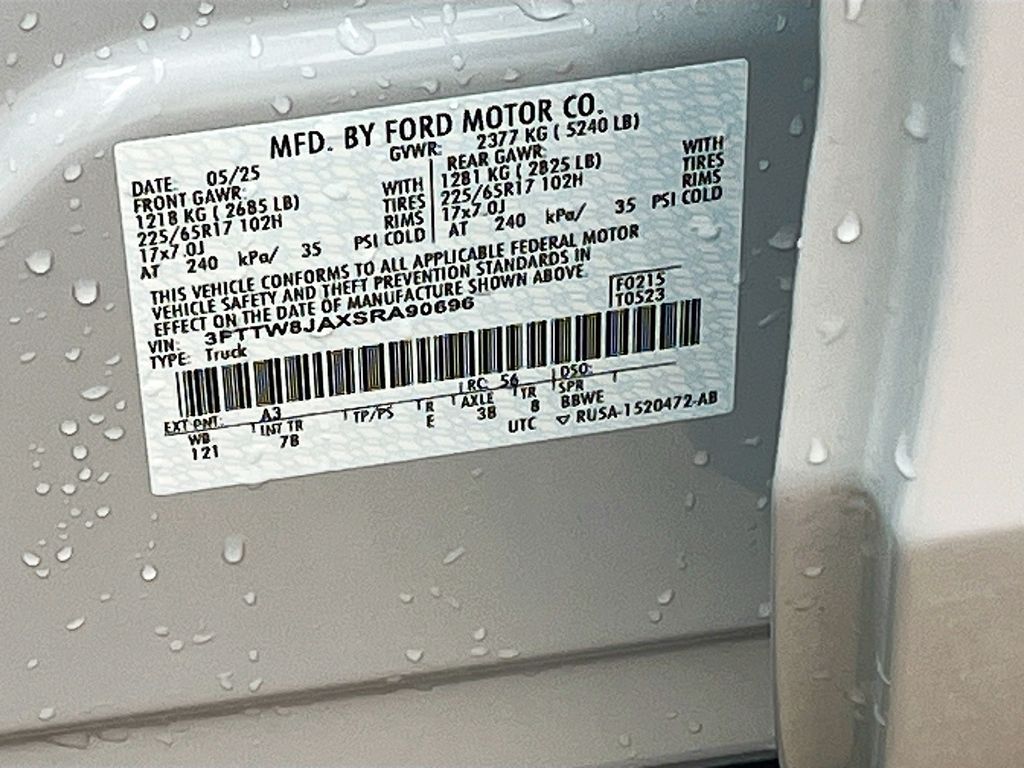 MFD. BY FORD MOTOR CO.
DATE: 05/25 GVWR: 2377 KG ( 5240 LB)
FRONT GAWR: REAR GAWR:
1218 KG ( 2685 LB) WITH 1281 KG ( 2825 LB) WITH
225/65R17 102H TIRES 225/65R17 102H TIRES
17x7.0J RIMS 17x7.0J RIMS
AT 240 kPa/ 35 PSI COLD AT 240 kPa/ 35 PSI COLD
THIS VEHICLE CONFORMS TO ALL APPLICABLE FEDERAL MOTOR
VEHICLE SAFETY AND THEFT PREVENTION STANDARDS IN
EFFECT ON THE DATE OF MANUFACTURE SHOWN ABOVE.
VIN: 3FTTW8JAXSRA90696 F0215
TYPE: Truck T0523
EXT PNT: A3 RC: 56 DSO:
WB INT TR TP/PS R AXLE TR SPR
121 7B E 3B 8 BBWE
UTC ▽ RUSA-1520472-AB